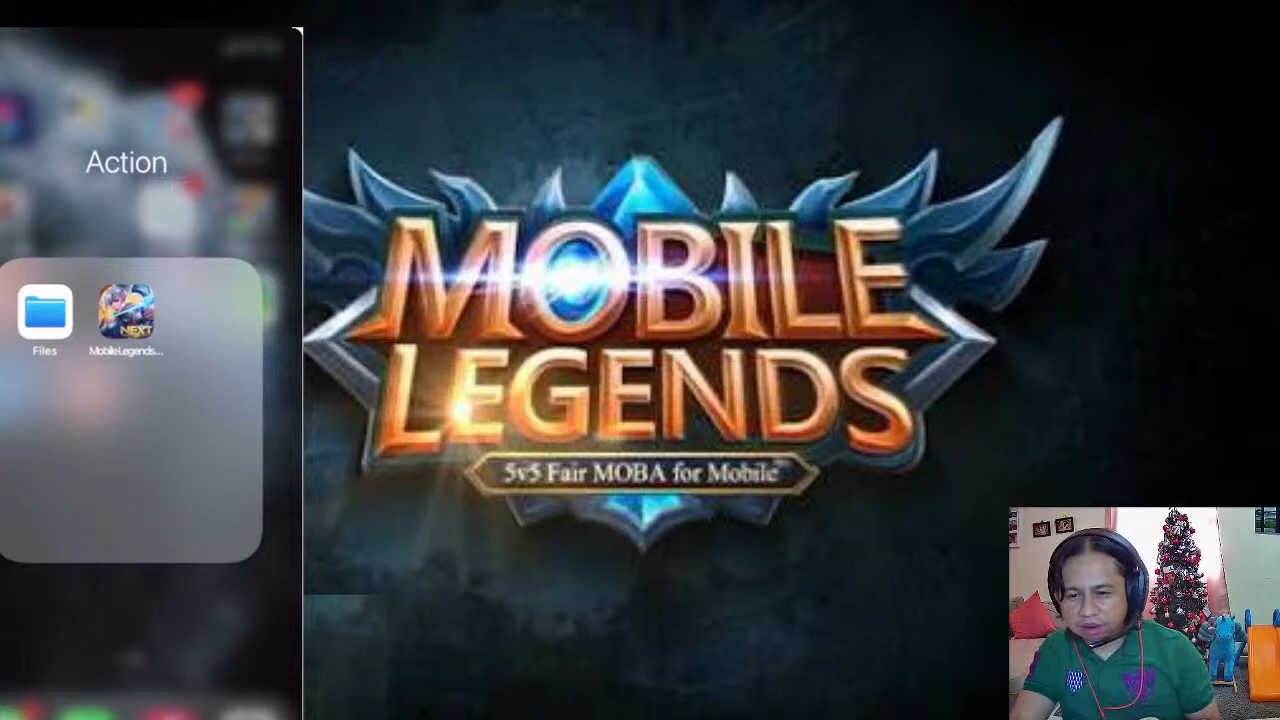 Action
Files
MobileLegends...
NEXT
MOBILE
LEGENDS
5v5 Fair MOBA for Mobile